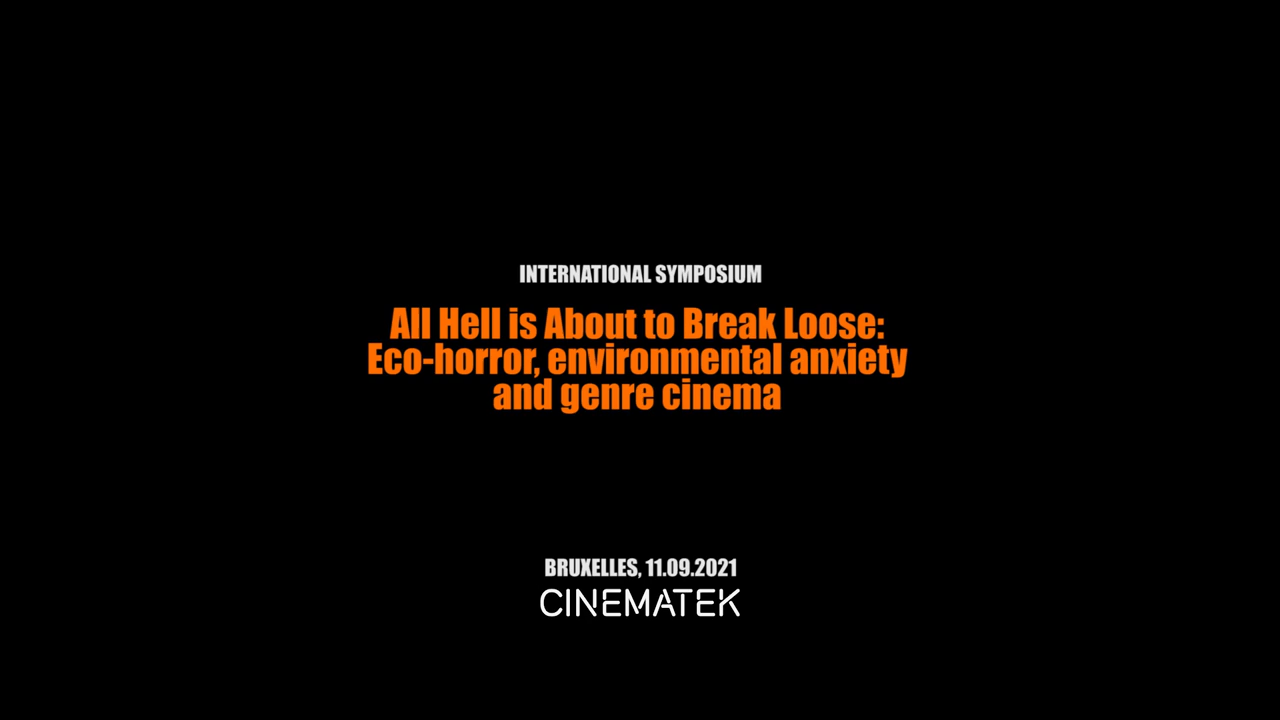 INTERNATIONAL SYMPOSIUM
All Hell is About to Break Loose:
Eco-horror, environmental anxiety
and genre cinema
BRUXELLES, 11.09.2021
CINEMATEK